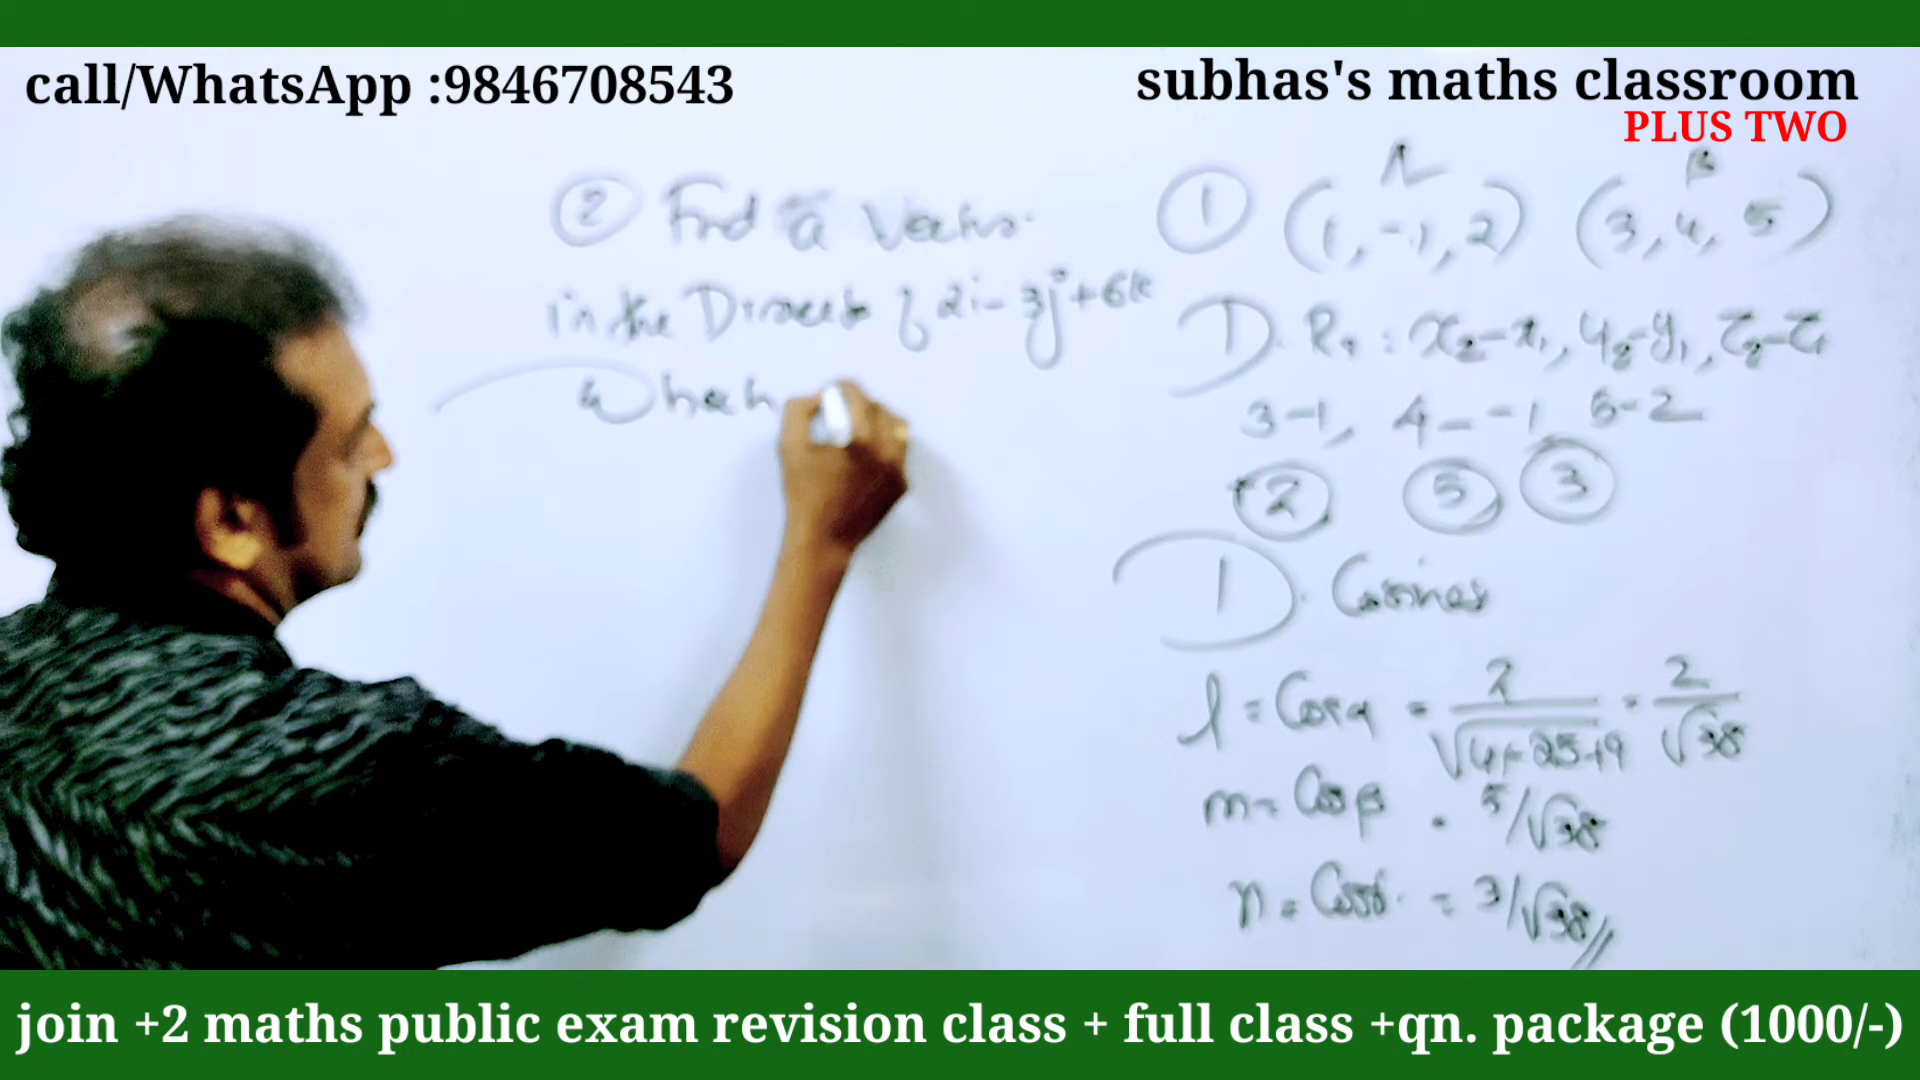 call/WhatsApp :9846708543
subhas's maths classroom
PLUS TWO
② Find a Vector
in the Direct of 2i-3j+6k
Which
① (1,-1,2) (3,4,5)
D. Rs: x₂-x₁, y₂-y₁, z₂-z₁
3-1, 4--1 5-2
② ⑤ ③
D. Cosines
l = Cosα = 2/√4+25+9 = 2/√38
m = Cosβ = 5/√38
n = Cosγ = 3/√38//
join +2 maths public exam revision class + full class +qn. package (1000/-)